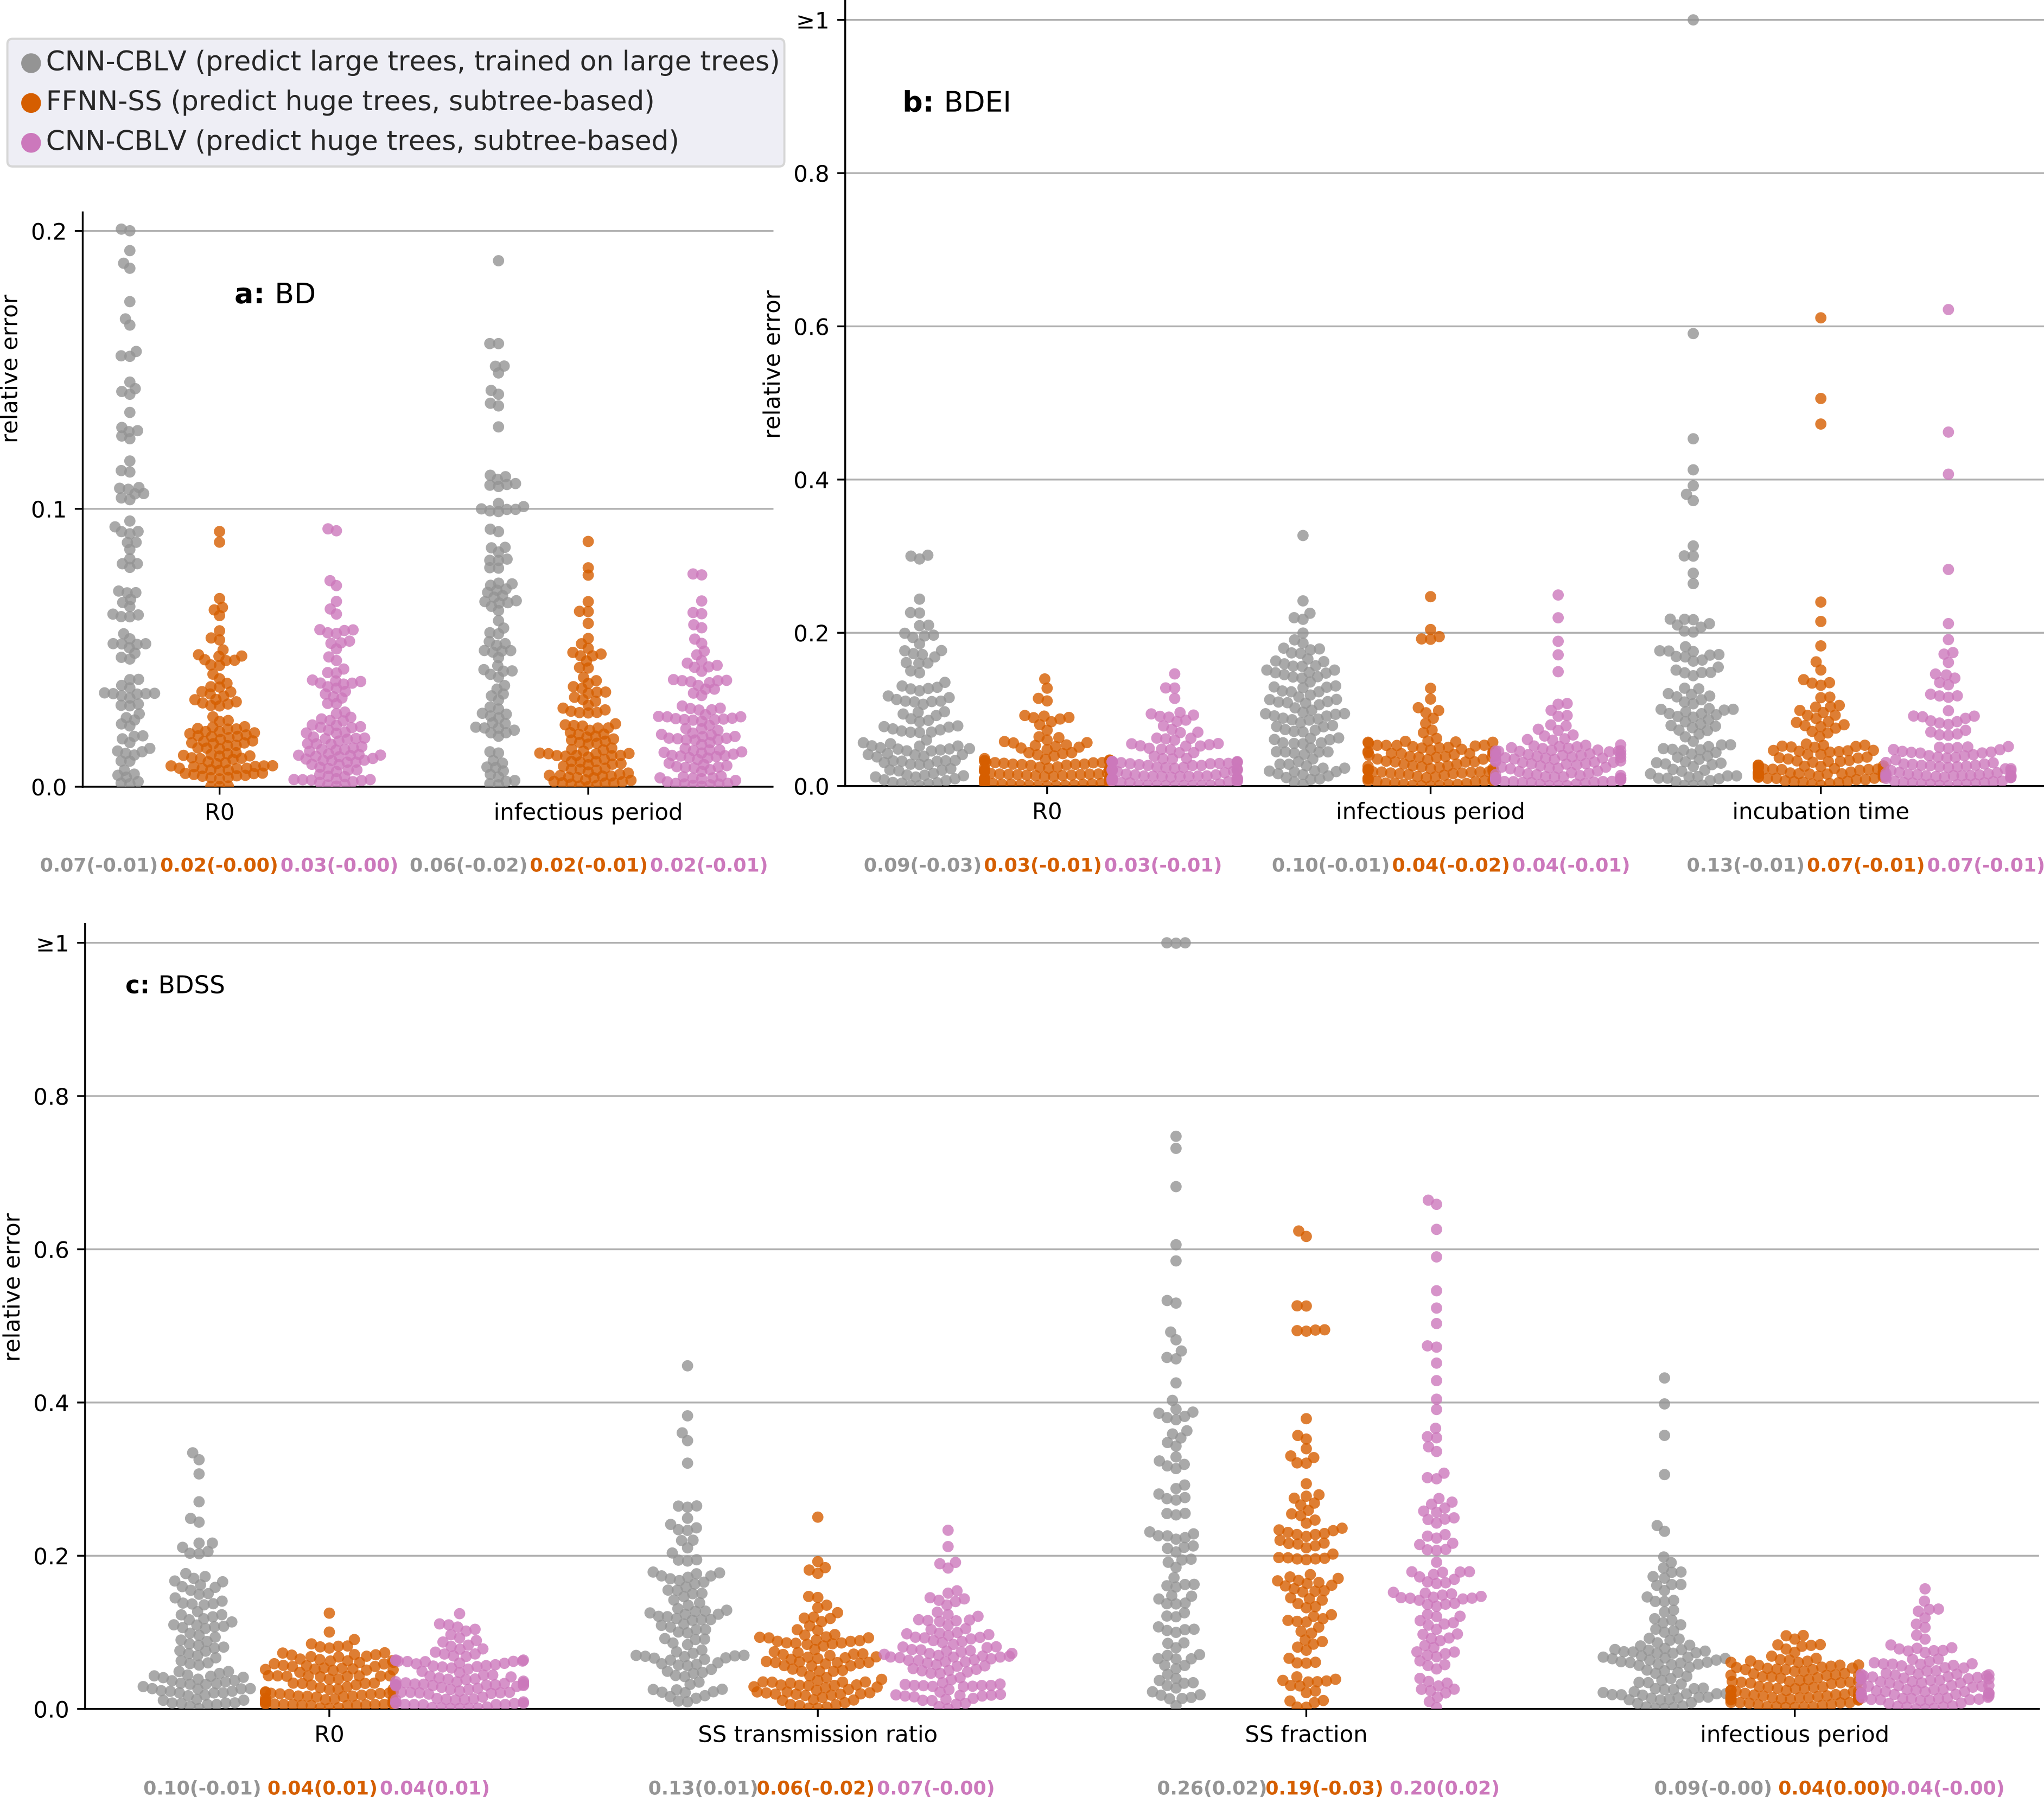 CNN-CBLV (predict large trees, trained on large trees)
FFNN-SS (predict huge trees, subtree-based)
CNN-CBLV (predict huge trees, subtree-based)
a: BD
relative error
0.2
0.1
0.0
R0
infectious period
0.07(-0.01) 0.02(-0.00) 0.03(-0.00) 0.06(-0.02) 0.02(-0.01) 0.02(-0.01)
b: BDEI
relative error
≥1
0.8
0.6
0.4
0.2
0.0
R0
infectious period
incubation time
0.09(-0.03) 0.03(-0.01) 0.03(-0.01) 0.10(-0.01) 0.04(-0.02) 0.04(-0.01) 0.13(-0.01) 0.07(-0.01) 0.07(-0.01)
c: BDSS
relative error
≥1
0.8
0.6
0.4
0.2
0.0
R0
SS transmission ratio
SS fraction
infectious period
0.10(-0.01) 0.04(0.01) 0.04(0.01) 0.13(0.01) 0.06(-0.02) 0.07(-0.00) 0.26(0.02) 0.19(-0.03) 0.20(0.02) 0.09(-0.00) 0.04(0.00) 0.04(-0.00)